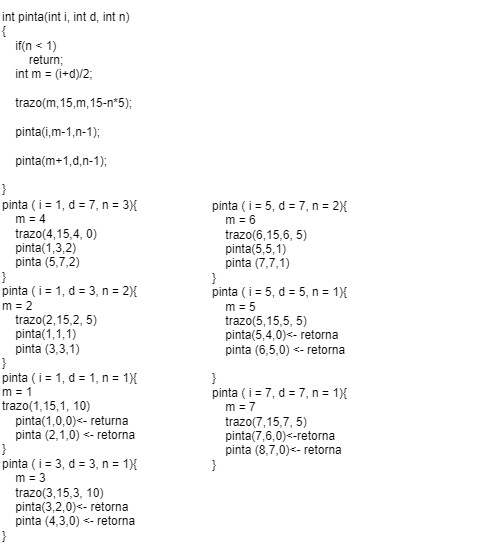 int pinta(int i, int d, int n)
{
if(n < 1)
return;
int m = (i+d)/2;
trazo(m,15,m,15-n*5);
pinta(i,m-1,n-1);
pinta(m+1,d,n-1);
}
pinta ( i = 1, d = 7, n = 3){
m = 4
trazo(4,15,4, 0)
pinta(1,3,2)
pinta (5,7,2)
}
pinta ( i = 1, d = 3, n = 2){
m = 2
trazo(2,15,2, 5)
pinta(1,1,1)
pinta (3,3,1)
}
pinta ( i = 1, d = 1, n = 1){
m = 1
trazo(1,15,1, 10)
pinta(1,0,0)<- returna
pinta (2,1,0) <- retorna
}
pinta ( i = 3, d = 3, n = 1){
m = 3
trazo(3,15,3, 10)
pinta(3,2,0)<- retorna
pinta (4,3,0) <- retorna
}
pinta ( i = 5, d = 7, n = 2){
m = 6
trazo(6,15,6, 5)
pinta(5,5,1)
pinta (7,7,1)
}
pinta ( i = 5, d = 5, n = 1){
m = 5
trazo(5,15,5, 5)
pinta(5,4,0)<- retorna
pinta (6,5,0) <- retorna
}
pinta ( i = 7, d = 7, n = 1){
m = 7
trazo(7,15,7, 5)
pinta(7,6,0)<-retorna
pinta (8,7,0)<- retorna
}